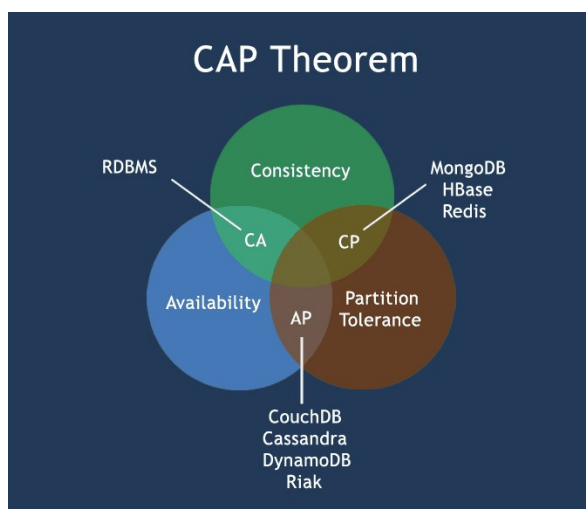 CAP Theorem
RDBMS
Consistency
MongoDB
HBase
Redis
CA
CP
Availability
Partition
Tolerance
AP
CouchDB
Cassandra
DynamoDB
Riak